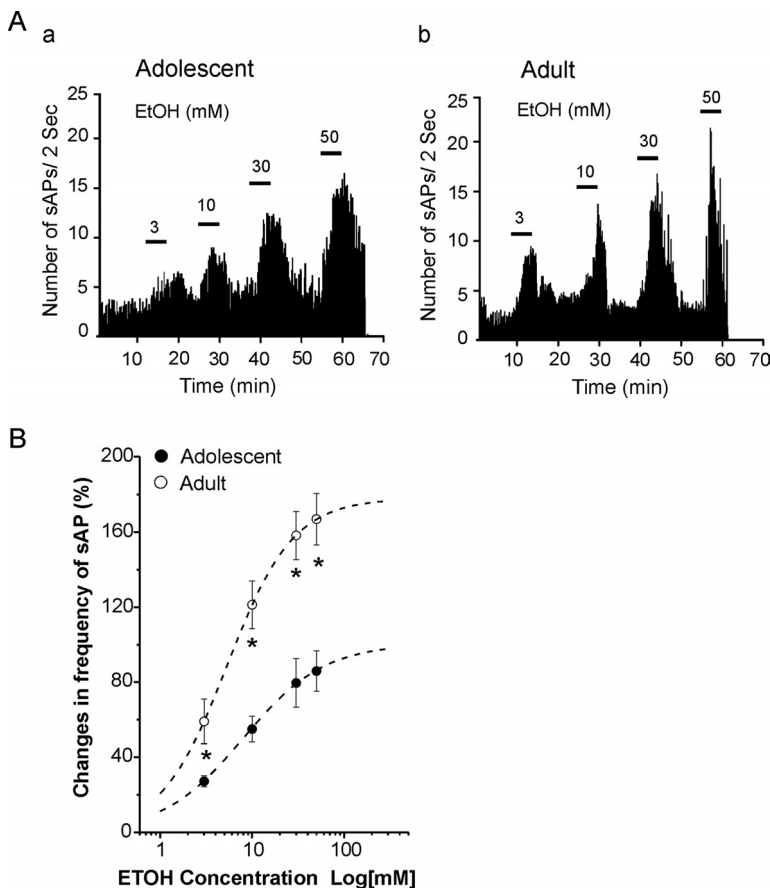 A
a
b
Adolescent
Adult
EtOH (mM)
EtOH (mM)
Number of sAPs/ 2 Sec
25
20
15
10
5
0
3
10
30
50
10 20 30 40 50 60 70
Time (min)
Number of sAPs/ 2 Sec
25
20
15
10
5
0
3
10
30
50
10 20 30 40 50 60 70
Time (min)
B
Adolescent
Adult
Changes in frequency of sAP (%)
200
160
120
80
40
0
*
*
*
*
1 10 100
ETOH Concentration Log[mM]